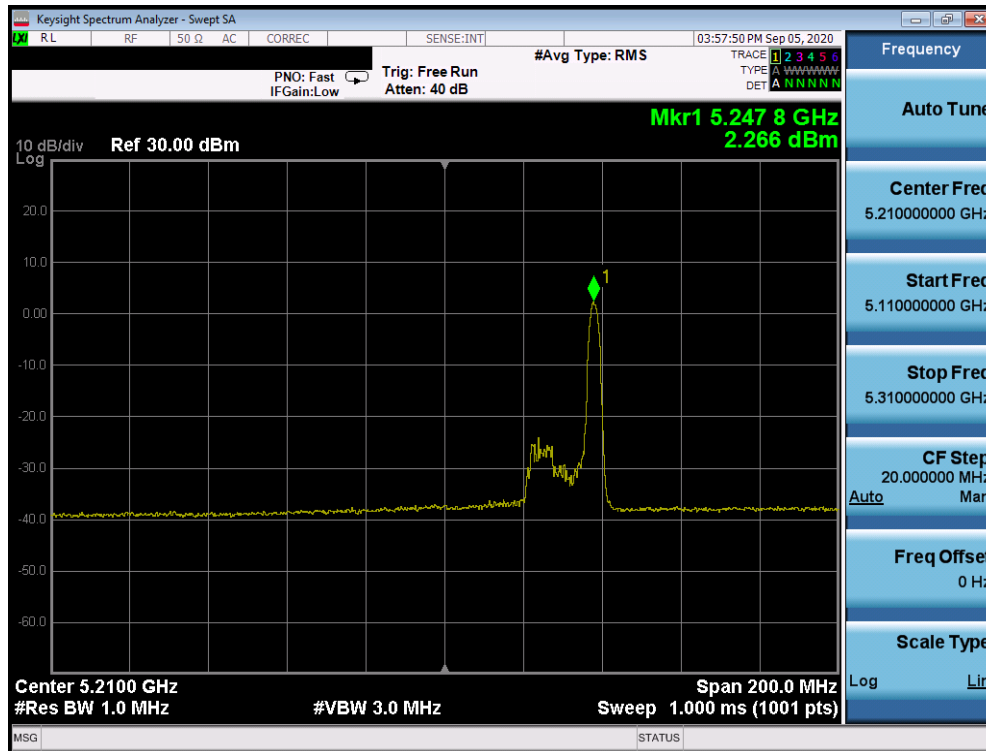 Keysight Spectrum Analyzer - Swept SA
LXI RL RF 50 Ω AC CORREC SENSE:INT 03:57:50 PM Sep 05, 2020
PNO: Fast
IFGain:Low
Trig: Free Run
Atten: 40 dB
#Avg Type: RMS
TRACE 1 2 3 4 5 6
TYPE A WWWWW
DET A N N N N N
Mkr1 5.247 8 GHz
2.266 dBm
10 dB/div
Log
Ref 30.00 dBm
20.0
10.0
0.00
-10.0
-20.0
-30.0
-40.0
-50.0
-60.0
1
Center 5.2100 GHz
#Res BW 1.0 MHz
#VBW 3.0 MHz
Span 200.0 MHz
Sweep 1.000 ms (1001 pts)
MSG
STATUS
Frequency
Auto Tune
Center Freq
5.210000000 GHz
Start Freq
5.110000000 GHz
Stop Freq
5.310000000 GHz
CF Step
20.000000 MHz
Auto Man
Freq Offset
0 Hz
Scale Type
Log Lin